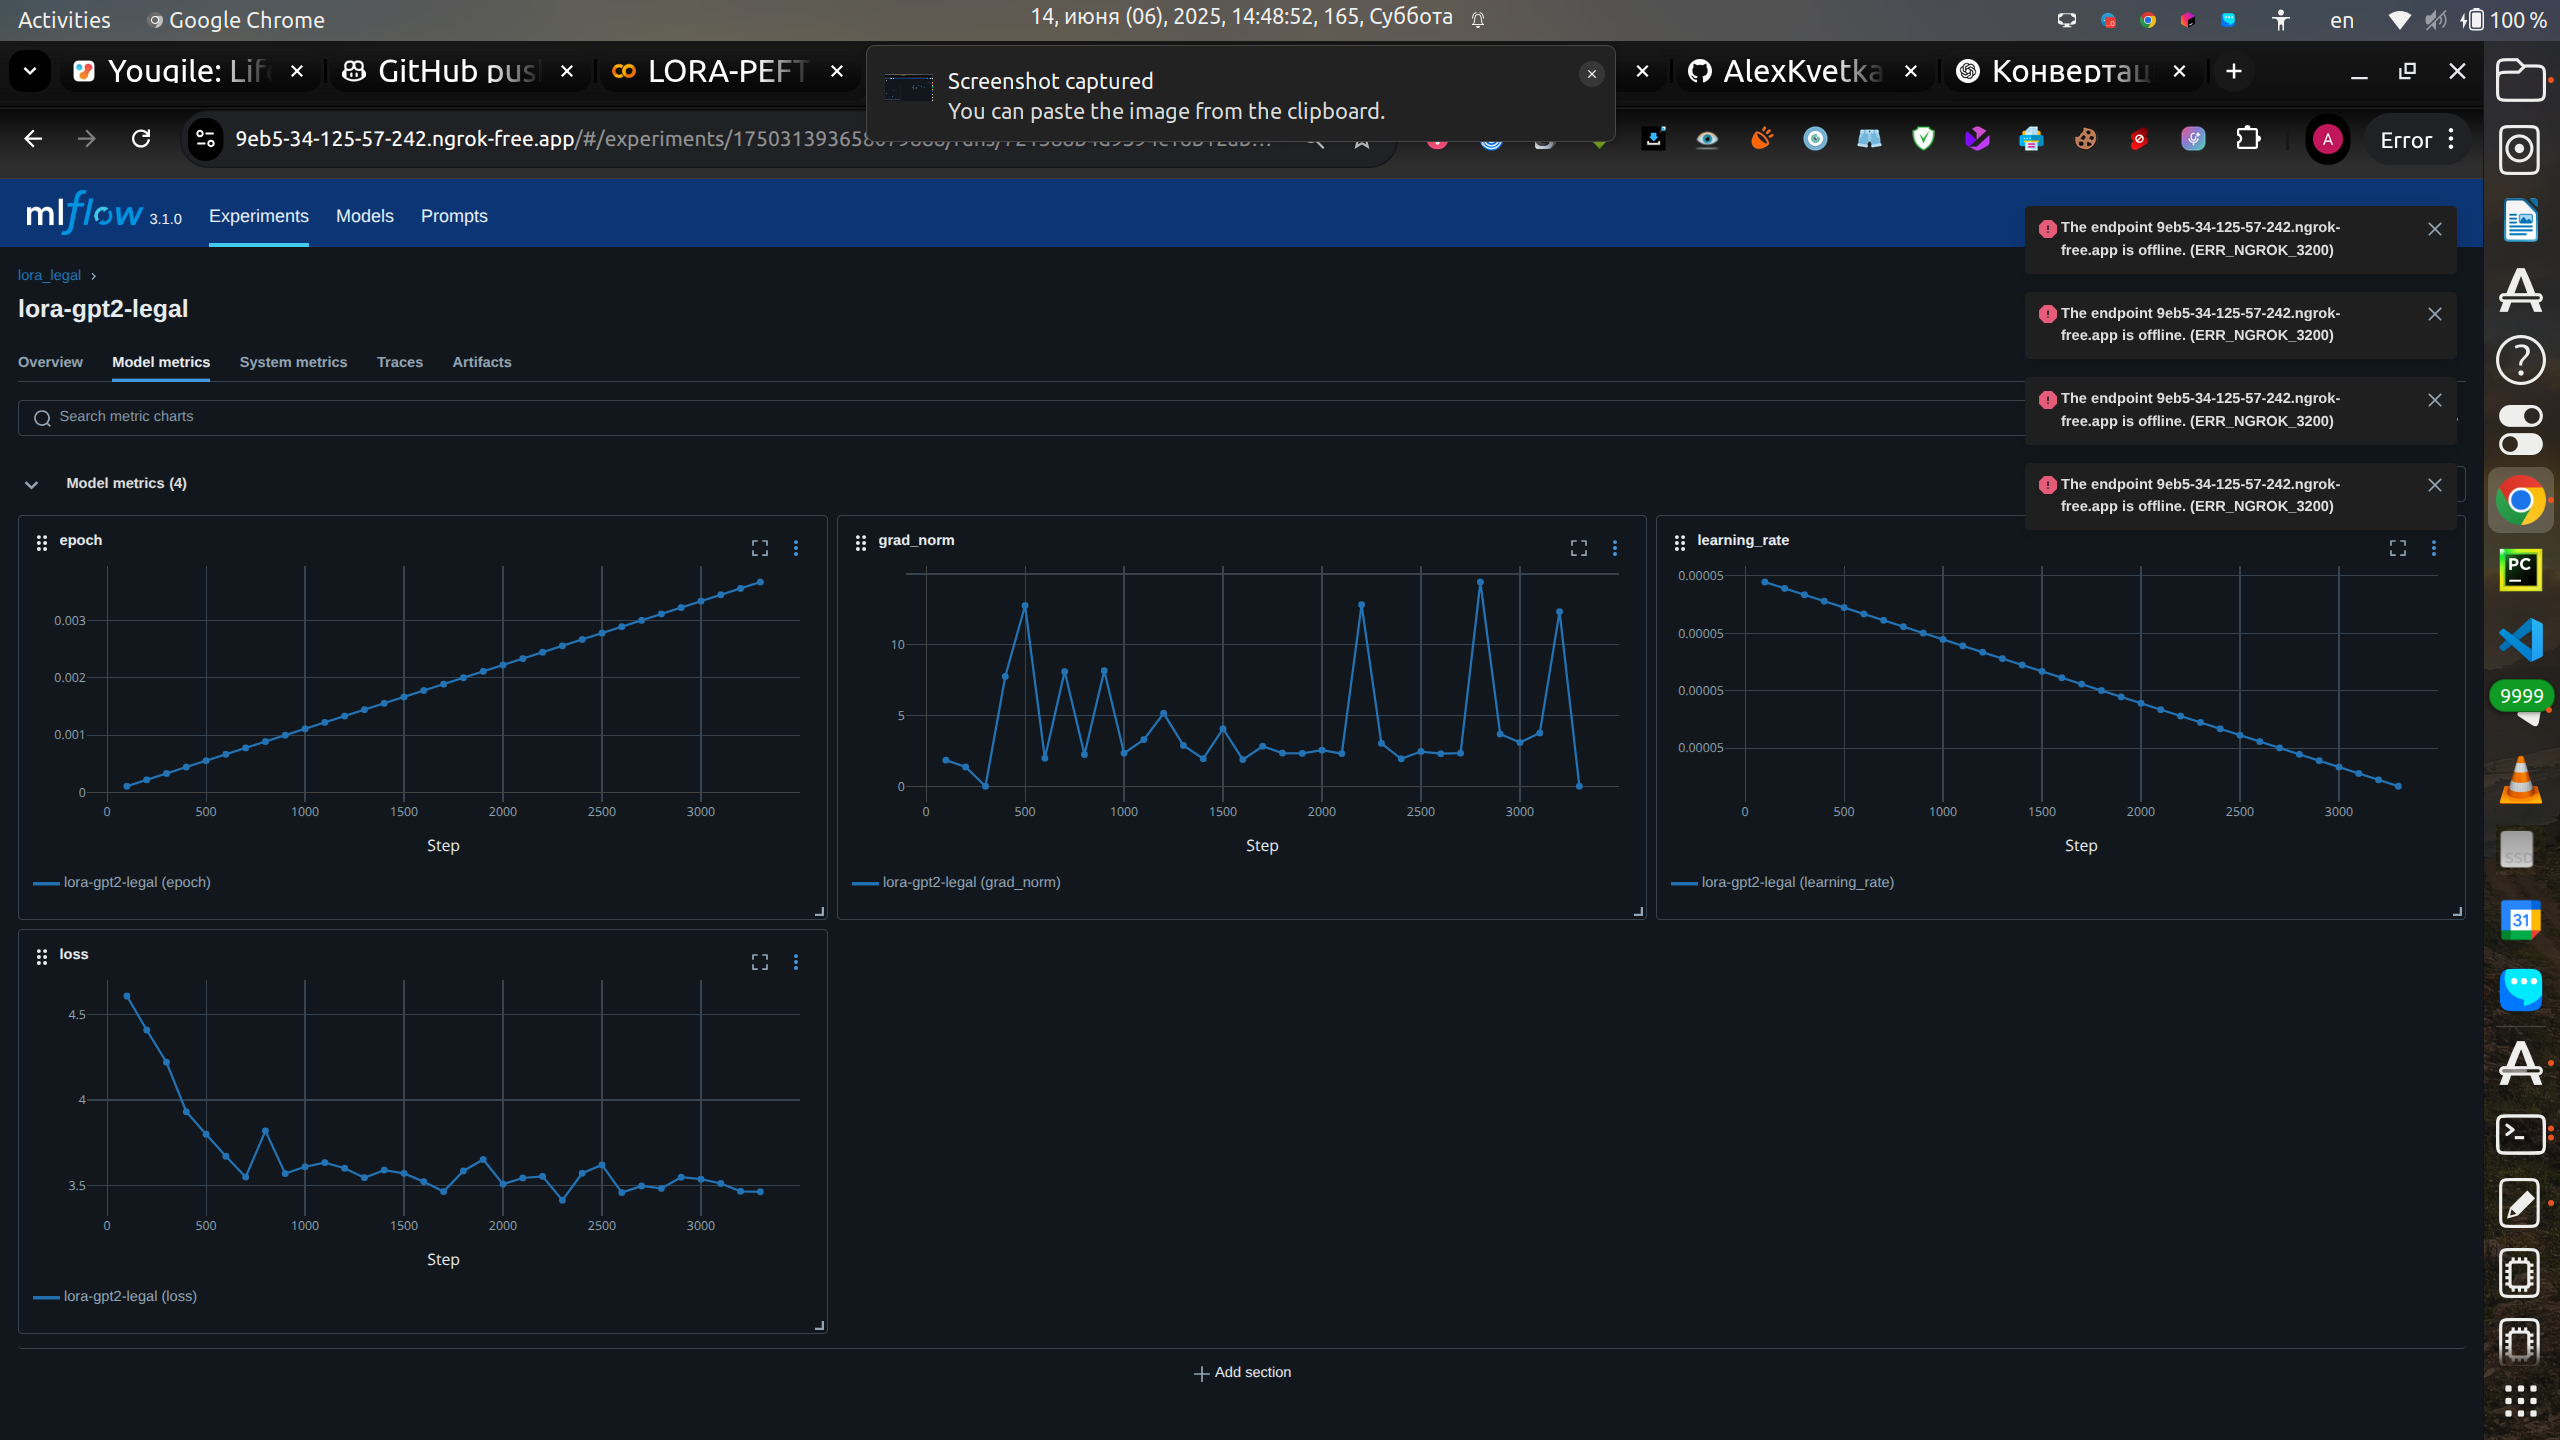 Activities
Google Chrome
14, июня (06), 2025, 14:48:52, 165, Суббота
en
100 %
Yougile: Lif
GitHub pus
LORA-PEFT
AlexKvetka
Конвертац
Screenshot captured
You can paste the image from the clipboard.
9eb5-34-125-57-242.ngrok-free.app/#/experiments/
A
Error
mlflow 3.1.0
Experiments
Models
Prompts
The endpoint 9eb5-34-125-57-242.ngrok-
free.app is offline. (ERR_NGROK_3200)
The endpoint 9eb5-34-125-57-242.ngrok-
free.app is offline. (ERR_NGROK_3200)
The endpoint 9eb5-34-125-57-242.ngrok-
free.app is offline. (ERR_NGROK_3200)
The endpoint 9eb5-34-125-57-242.ngrok-
free.app is offline. (ERR_NGROK_3200)
lora_legal
lora-gpt2-legal
Overview
Model metrics
System metrics
Traces
Artifacts
Search metric charts
Model metrics (4)
epoch
0.003
0.002
0.001
0
0 500 1000 1500 2000 2500 3000
Step
lora-gpt2-legal (epoch)
grad_norm
10
5
0
0 500 1000 1500 2000 2500 3000
Step
lora-gpt2-legal (grad_norm)
learning_rate
0.00005
0.00005
0.00005
0.00005
0 500 1000 1500 2000 2500 3000
Step
lora-gpt2-legal (learning_rate)
loss
4.5
4
3.5
0 500 1000 1500 2000 2500 3000
Step
lora-gpt2-legal (loss)
Add section
PC
9999
SSD
31